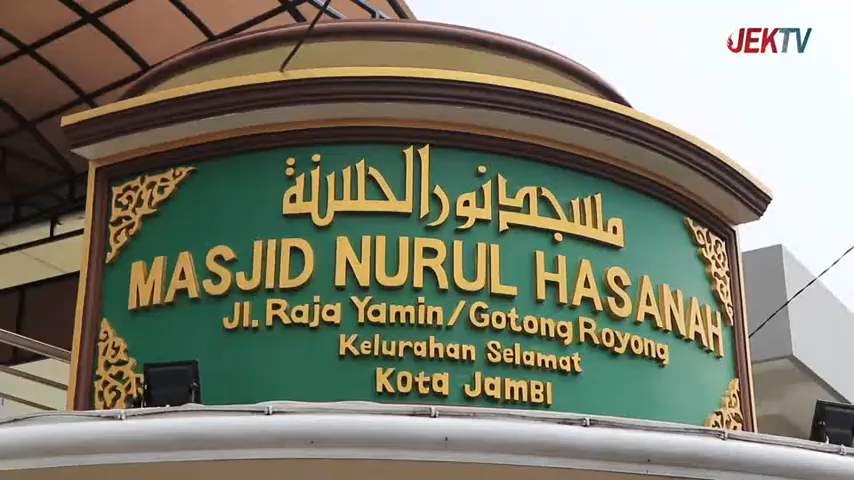 JEKTV
مسجد نور الحسنة
MASJID NURUL HASANAH
Jl. Raja Yamin/Gotong Royong
Kelurahan Selamat
Kota JAMBI